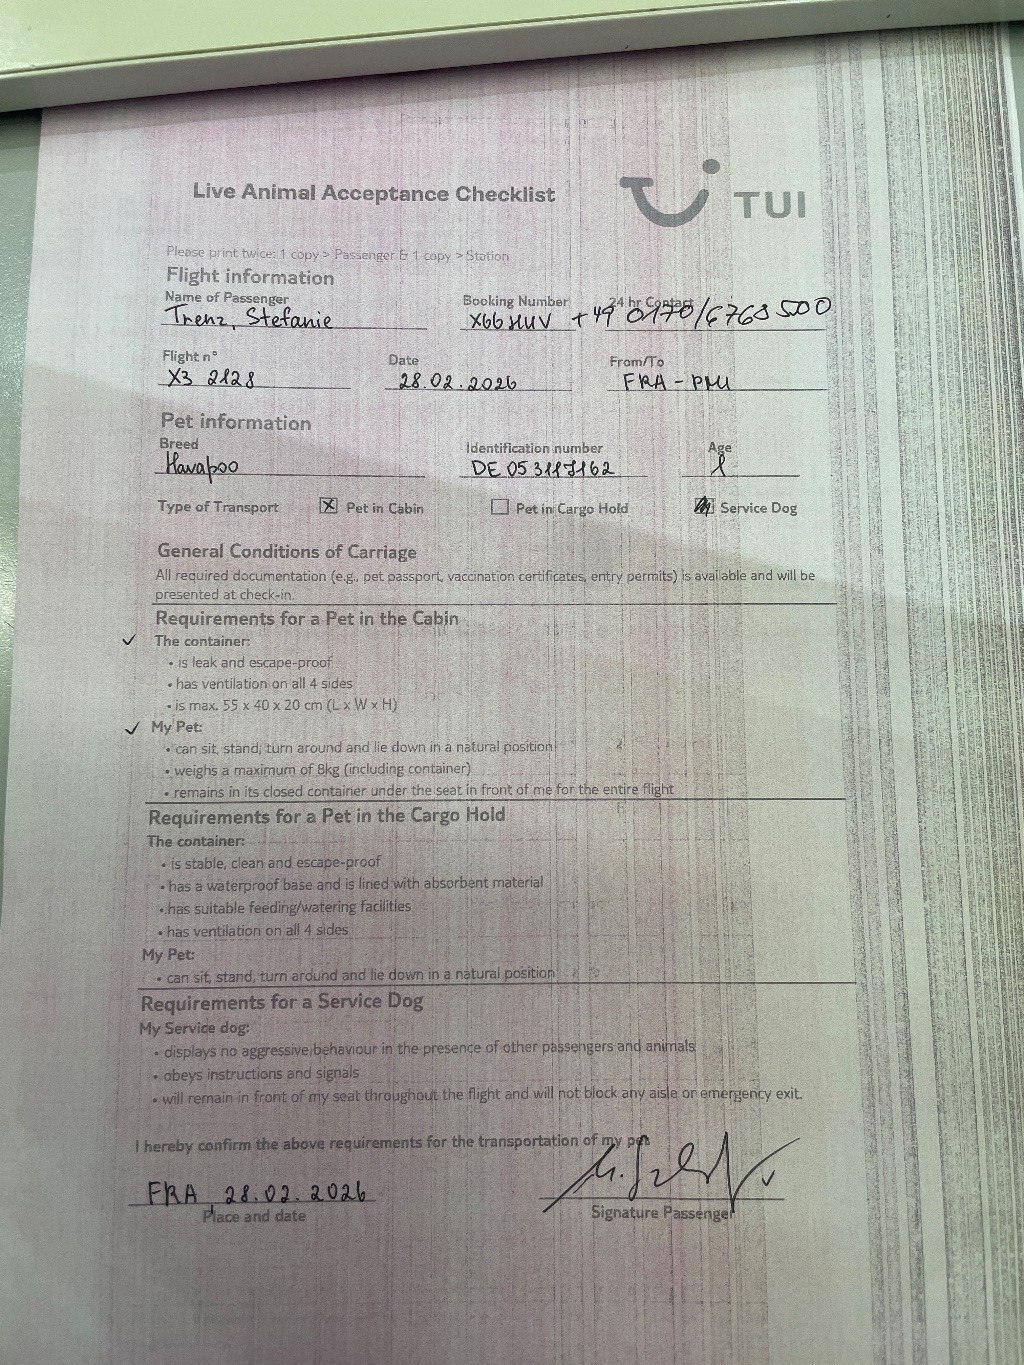 Live Animal Acceptance Checklist
TUI
Please print twice: 1 copy > Passenger & 1 copy > Station
Flight information
Name of Passenger Booking Number 24 hr Contact
Trenz, Stefanie +49 0170/6768500
Flight n° Date From/To
X3 2128 28.02.2026 FRA - PMI
Pet information
Breed Identification number Age
Havapoo 1
Type of Transport Pet in Cabin Pet in Cargo Hold Service Dog
General Conditions of Carriage
All required documentation (e.g., pet passport, vaccination certificates, entry permits) is available and will be
presented at check-in.
Requirements for a Pet in the Cabin
The container:
• is leak and escape-proof
• has ventilation on all 4 sides
• is max. 55 x 40 x 20 cm (L x W x H)
My Pet:
• can sit, stand, turn around and lie down in a natural position
• weighs a maximum of 8kg (including container)
• remains in its closed container under the seat in front of me for the entire flight
Requirements for a Pet in the Cargo Hold
The container:
• is stable, clean and escape-proof
• has a waterproof base and is lined with absorbent material
• has suitable feeding/watering facilities
• has ventilation on all 4 sides
My Pet:
• can sit, stand, turn around and lie down in a natural position
Requirements for a Service Dog
My Service dog:
• displays no aggressive behaviour in the presence of other passengers and animals
• obeys instructions and signals
• will remain in front of my seat throughout the flight and will not block any aisle or emergency exit.
I hereby confirm the above requirements for the transportation of my pet
FRA, 28.02.2026
Place and date Signature Passenger